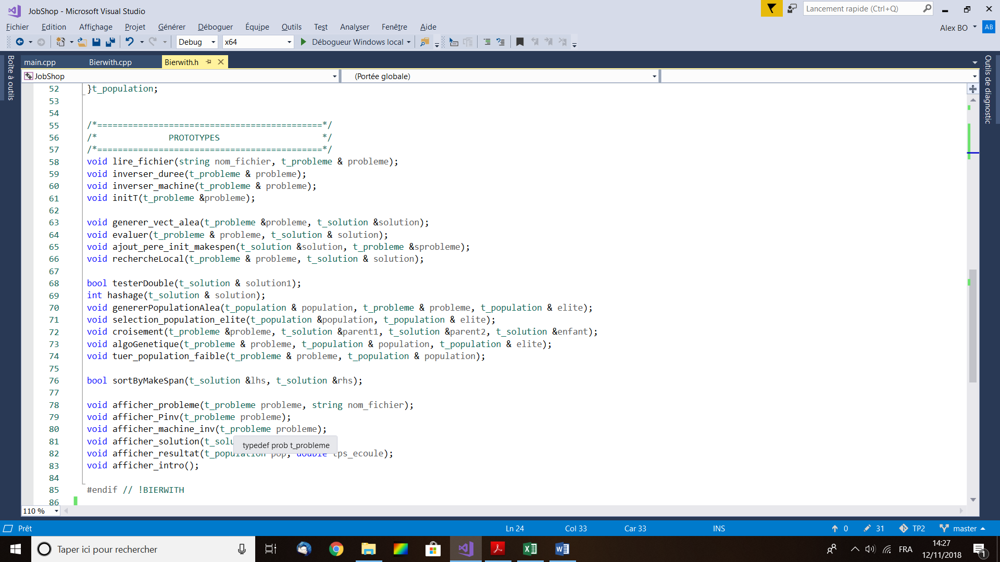 JobShop - Microsoft Visual Studio
Lancement rapide (Ctrl+Q)
Fichier Edition Affichage Projet Générer Déboguer Équipe Outils Test Analyser Fenêtre Aide
Alex BO AB
Debug x64 Débogueur Windows local
Boîte à outils
Outils de diagnostic
main.cpp Bierwith.cpp Bierwith.h
JobShop (Portée globale)
52 }t_population;
53
54
55 /*============================================*/
56 /* PROTOTYPES */
57 /*============================================*/
58 void lire_fichier(string nom_fichier, t_probleme & probleme);
59 void inverser_duree(t_probleme & probleme);
60 void inverser_machine(t_probleme & probleme);
61 void initT(t_probleme &probleme);
62
63 void generer_vect_alea(t_probleme &probleme, t_solution &solution);
64 void evaluer(t_probleme & probleme, t_solution & solution);
65 void ajout_pere_init_makespen(t_solution &solution, t_probleme &sprobleme);
66 void rechercheLocal(t_probleme & probleme, t_solution & solution);
67
68 bool testerDouble(t_solution & solution1);
69 int hashage(t_solution & solution);
70 void genererPopulationAlea(t_population & population, t_probleme & probleme, t_population & elite);
71 void selection_population_elite(t_population &population, t_population & elite);
72 void croisement(t_probleme &probleme, t_solution &parent1, t_solution &parent2, t_solution &enfant);
73 void algoGenetique(t_probleme & probleme, t_population & population, t_population & elite);
74 void tuer_population_faible(t_probleme & probleme, t_population & population);
75
76 bool sortByMakeSpan(t_solution &lhs, t_solution &rhs);
77
78 void afficher_probleme(t_probleme probleme, string nom_fichier);
79 void afficher_Pinv(t_probleme probleme);
80 void afficher_machine_inv(t_probleme probleme);
81 void afficher_solution(t_solu
typedef prob t_probleme
82 void afficher_resultat(t_population pop, double tps_ecoule);
83 void afficher_intro();
84
85 #endif // !BIERWITH
86
110 %
Prêt Ln 24 Col 33 Car 33 INS 0 31 TP2 master
Taper ici pour rechercher
FRA 14:27
12/11/2018 1